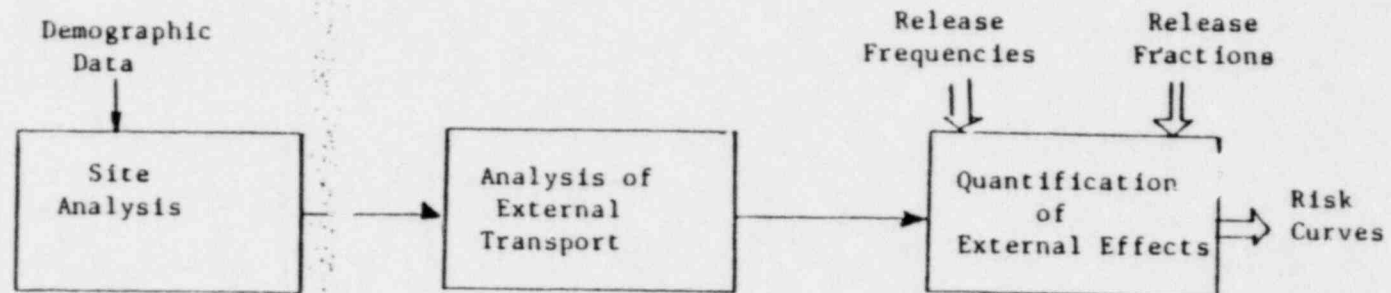 Demographic
Data
Release
Frequencies
Release
Fractions
Site
Analysis
Analysis of
External
Transport
Quantification
of
External Effects
Risk
Curves